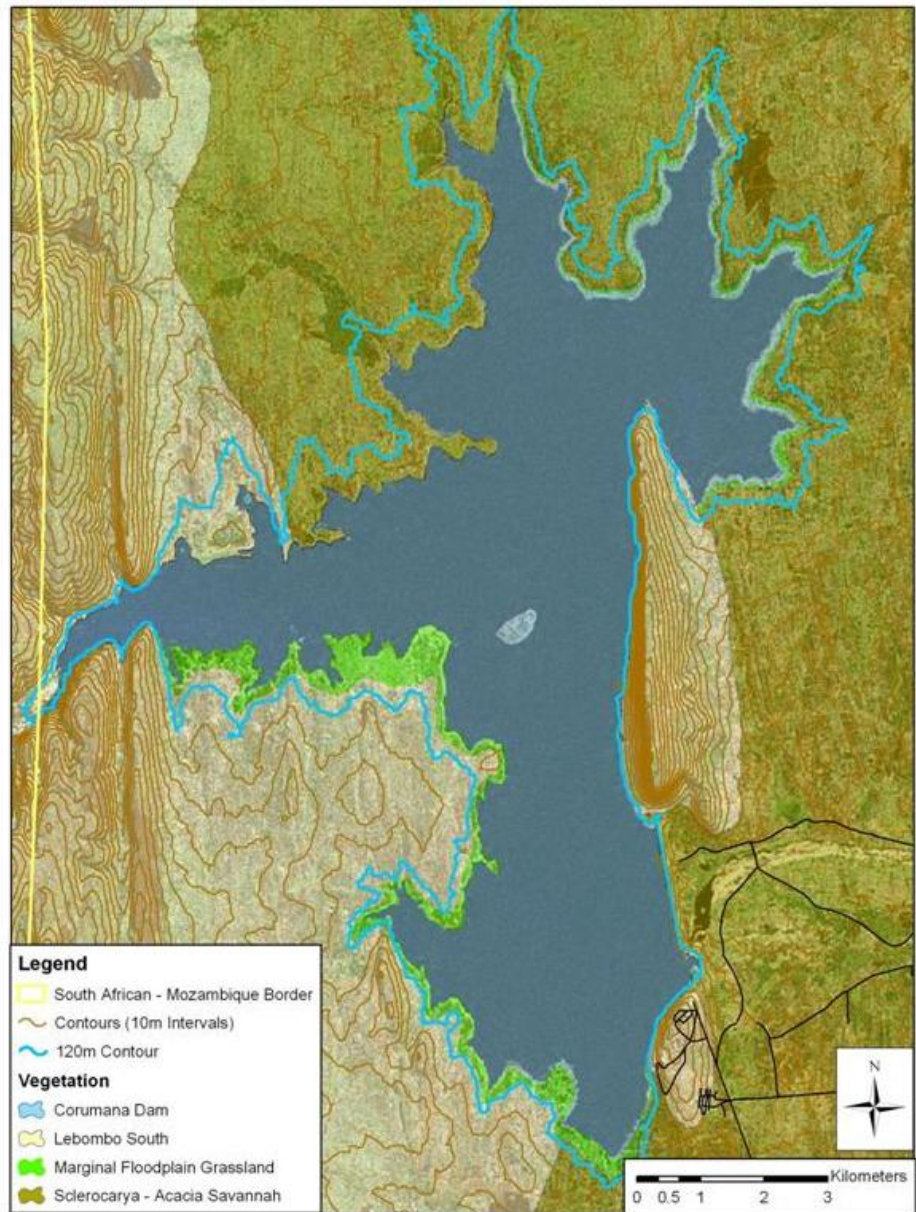 Legend
South African - Mozambique Border
Contours (10m Intervals)
120m Contour
Vegetation
Corumana Dam
Lebombo South
Marginal Floodplain Grassland
Sclerocarya - Acacia Savannah
N
Kilometers
0 0.5 1 2 3